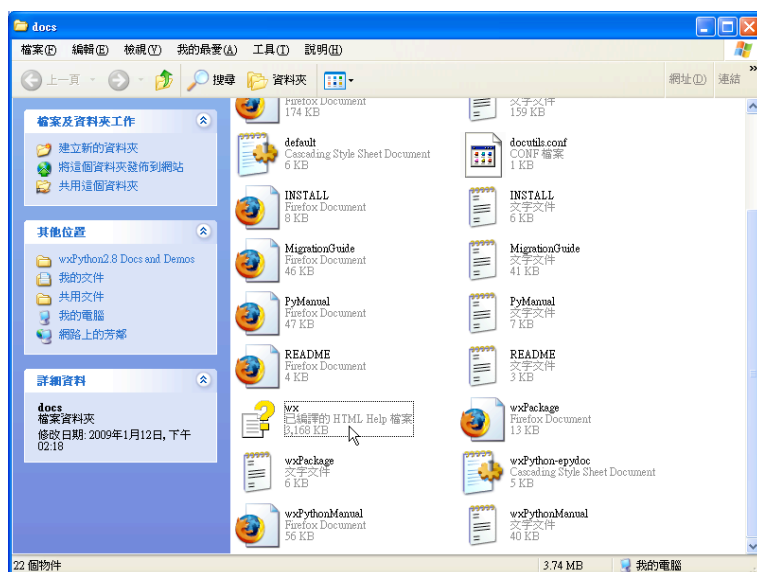 docs
檔案(F) 編輯(E) 檢視(V) 我的最愛(A) 工具(T) 說明(H)
上一頁 搜尋 資料夾 網址(D) 連結 »
檔案及資料夾工作
建立新的資料夾
將這個資料夾發佈到網站
共用這個資料夾
其他位置
wxPython2.8 Docs and Demos
我的文件
共用文件
我的電腦
網路上的芳鄰
詳細資料
docs
檔案資料夾
修改日期: 2009年1月12日, 下午
02:18
Firefox Document
174 KB
文字文件
159 KB
default
Cascading Style Sheet Document
6 KB
docutils.conf
CONF 檔案
1 KB
INSTALL
Firefox Document
8 KB
INSTALL
文字文件
6 KB
MigrationGuide
Firefox Document
46 KB
MigrationGuide
文字文件
41 KB
PyManual
Firefox Document
47 KB
PyManual
文字文件
7 KB
README
Firefox Document
4 KB
README
文字文件
3 KB
wx
已編譯的 HTML Help 檔案
3,168 KB
wxPackage
Firefox Document
13 KB
wxPackage
文字文件
6 KB
wxPython-epydoc
Cascading Style Sheet Document
5 KB
wxPythonManual
Firefox Document
56 KB
wxPythonManual
文字文件
40 KB
22 個物件 3.74 MB 我的電腦